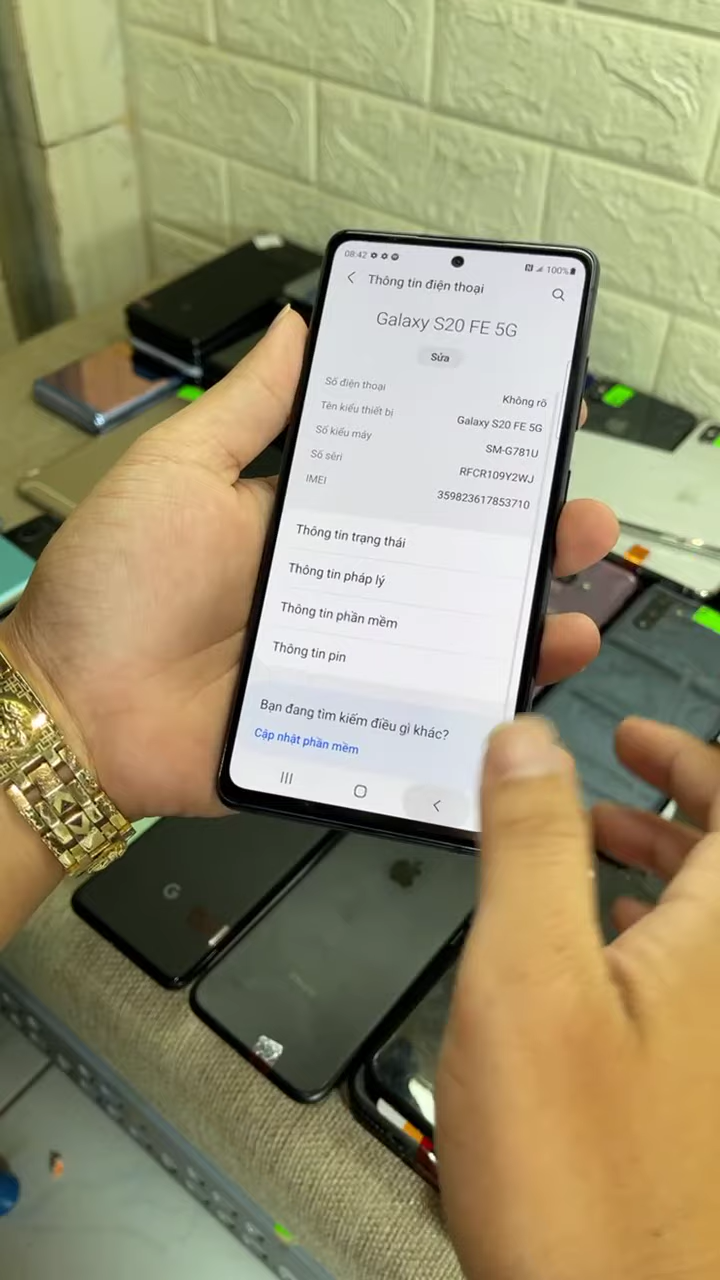 08:42
100%
Thông tin điện thoại
Galaxy S20 FE 5G
Sửa
Số điện thoại Không rõ
Tên kiểu thiết bị Galaxy S20 FE 5G
Số kiểu máy SM-G781U
Số sêri RFCR109Y2WJ
IMEI 359823617853710
Thông tin trạng thái
Thông tin pháp lý
Thông tin phần mềm
Thông tin pin
Bạn đang tìm kiếm điều gì khác?
Cập nhật phần mềm
G